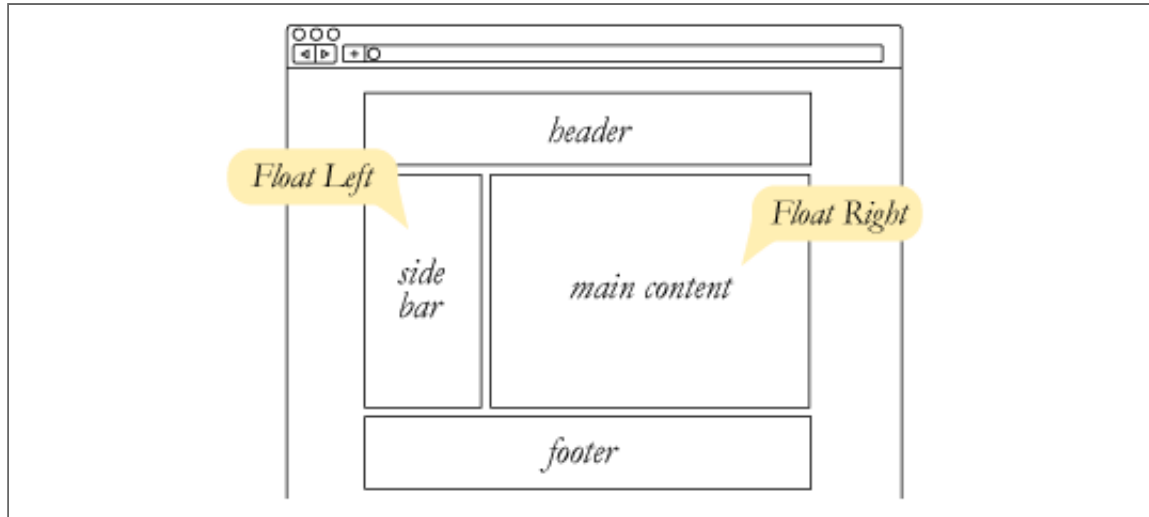 header
Float Left
Float Right
side
bar
main content
footer